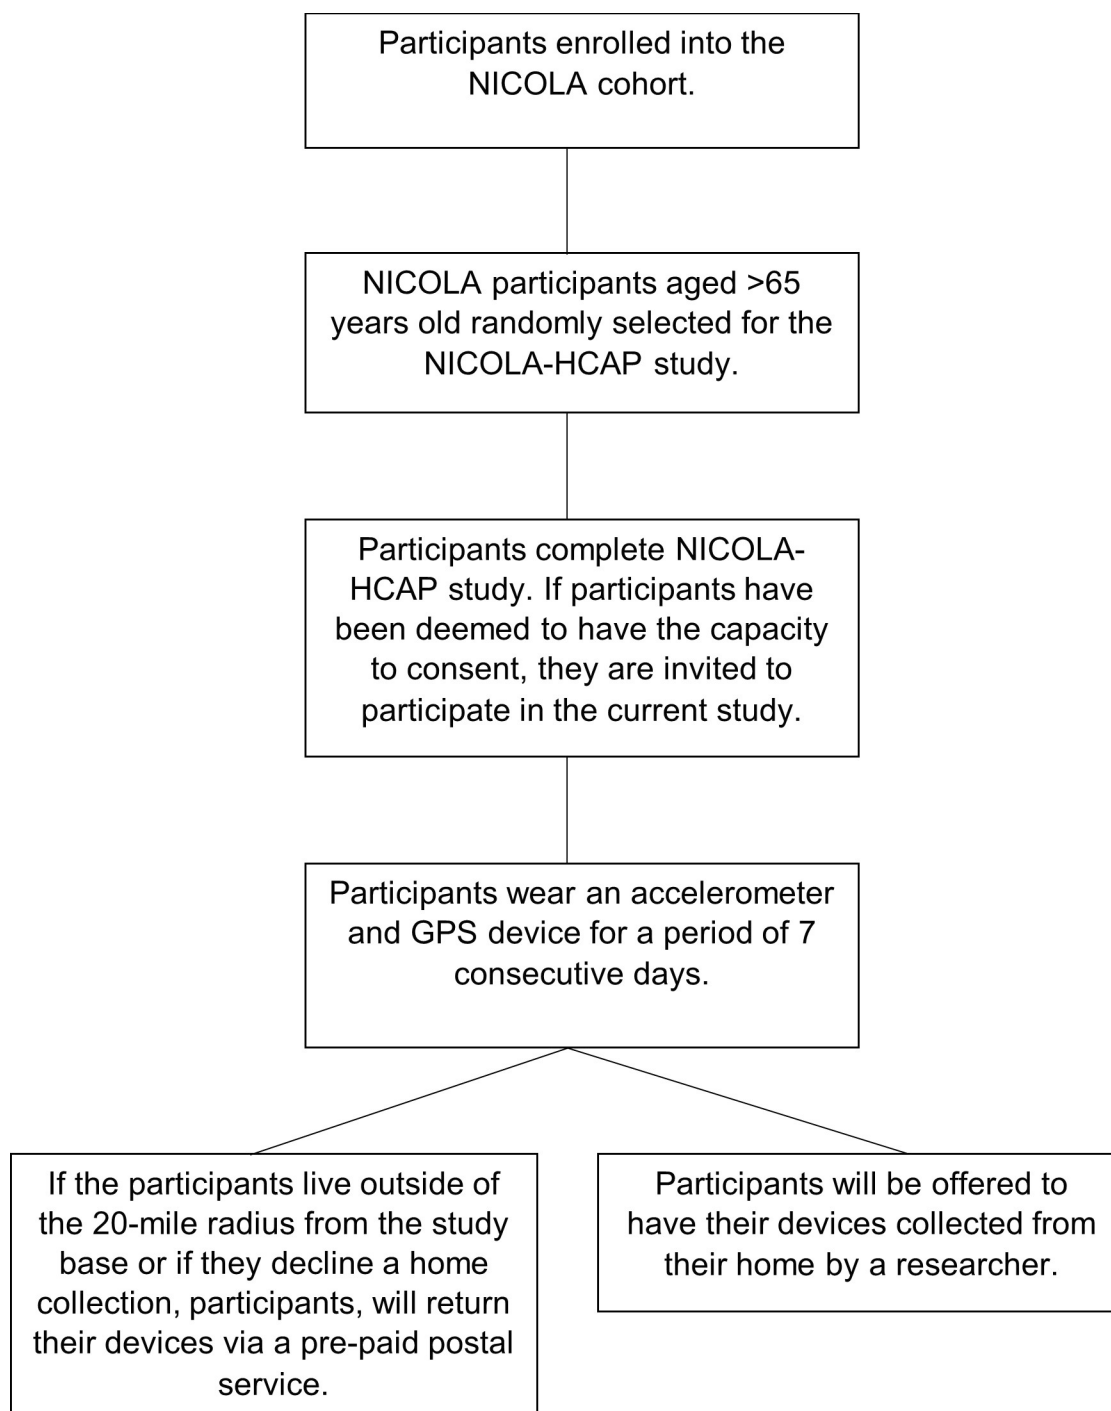 Participants enrolled into the
NICOLA cohort.
NICOLA participants aged >65
years old randomly selected for the
NICOLA-HCAP study.
Participants complete NICOLA-
HCAP study. If participants have
been deemed to have the capacity
to consent, they are invited to
participate in the current study.
Participants wear an accelerometer
and GPS device for a period of 7
consecutive days.
If the participants live outside of
the 20-mile radius from the study
base or if they decline a home
collection, participants, will return
their devices via a pre-paid postal
service.
Participants will be offered to
have their devices collected from
their home by a researcher.